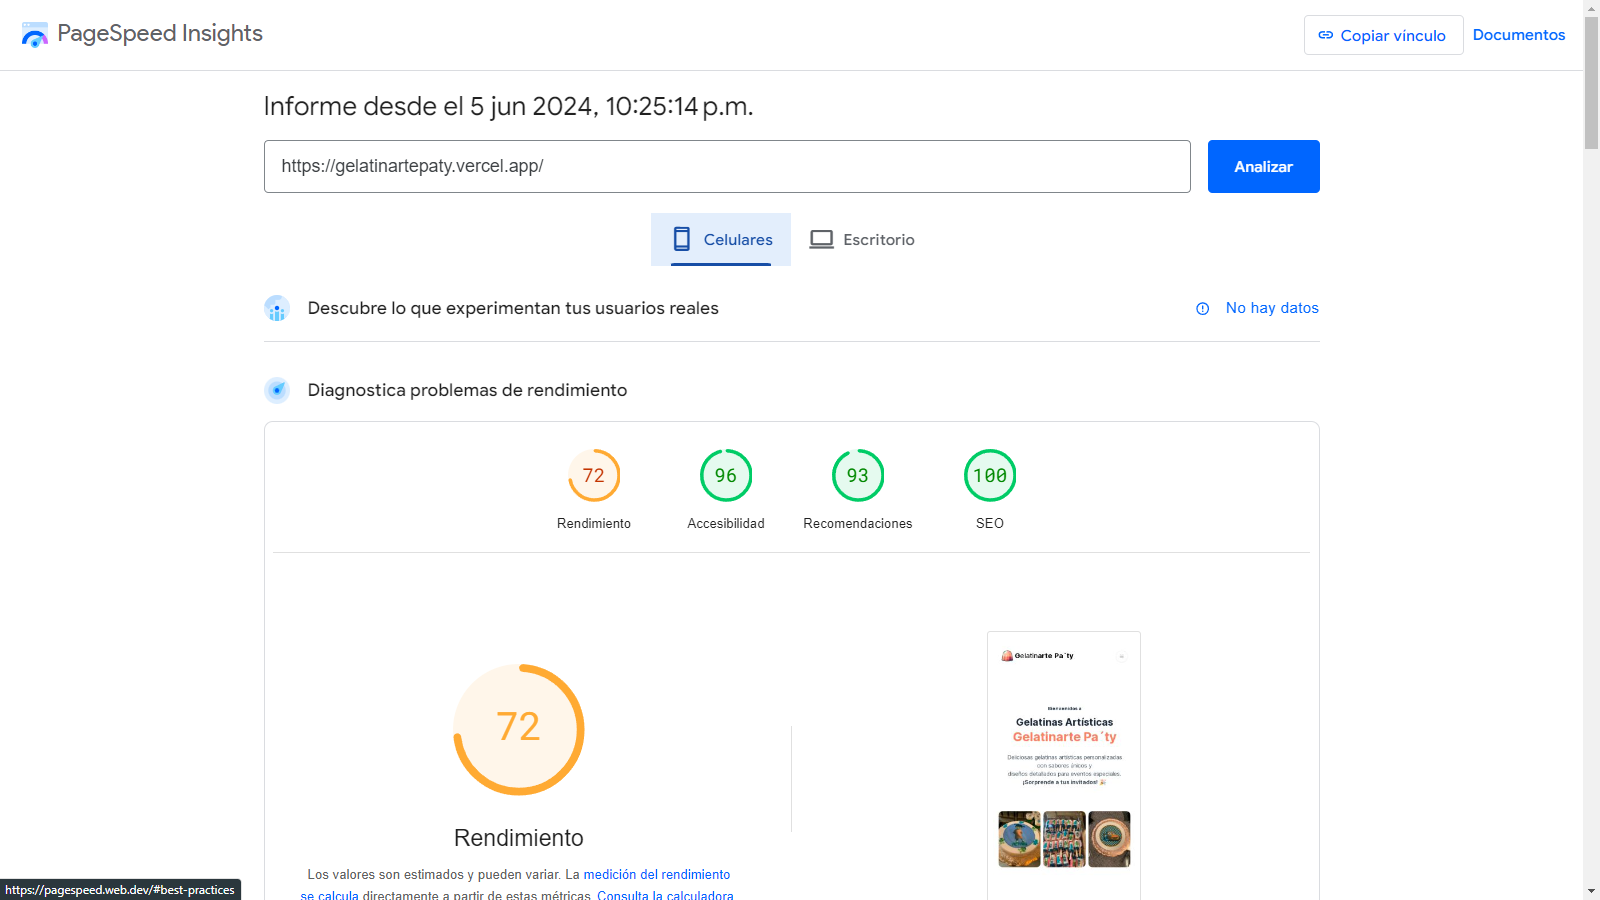 PageSpeed Insights
Copiar vínculo
Documentos
Informe desde el 5 jun 2024, 10:25:14 p.m.
https://gelatinartepaty.vercel.app/
Analizar
Celulares
Escritorio
Descubre lo que experimentan tus usuarios reales
No hay datos
Diagnostica problemas de rendimiento
72
96
93
100
Rendimiento
Accesibilidad
Recomendaciones
SEO
72
Rendimiento
Los valores son estimados y pueden variar. La medición del rendimiento
se calcula directamente a partir de estas métricas. Consulta la calculadora
Gelatinarte Pa´ty
Bienvenidos a
Gelatinas Artísticas
Gelatinarte Pa´ty
Deliciosas gelatinas artísticas personalizadas
con sabores únicos y
diseños detallados para eventos especiales.
¡Sorprende a tus invitados! 🎉
https://pagespeed.web.dev/#best-practices